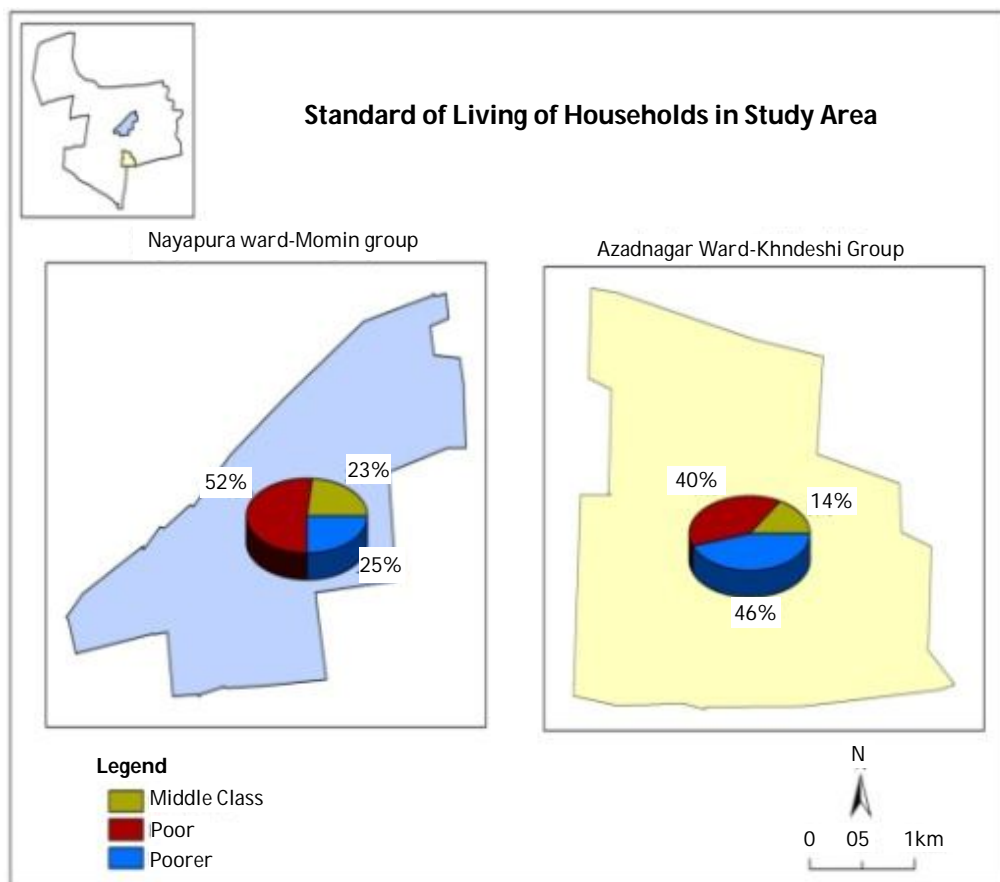 Standard of Living of Households in Study Area
Nayapura ward-Momin group
Azadnagar Ward-Khndeshi Group
52%
23%
25%
40%
14%
46%
Legend
Middle Class
Poor
Poorer
N
0 05 1km